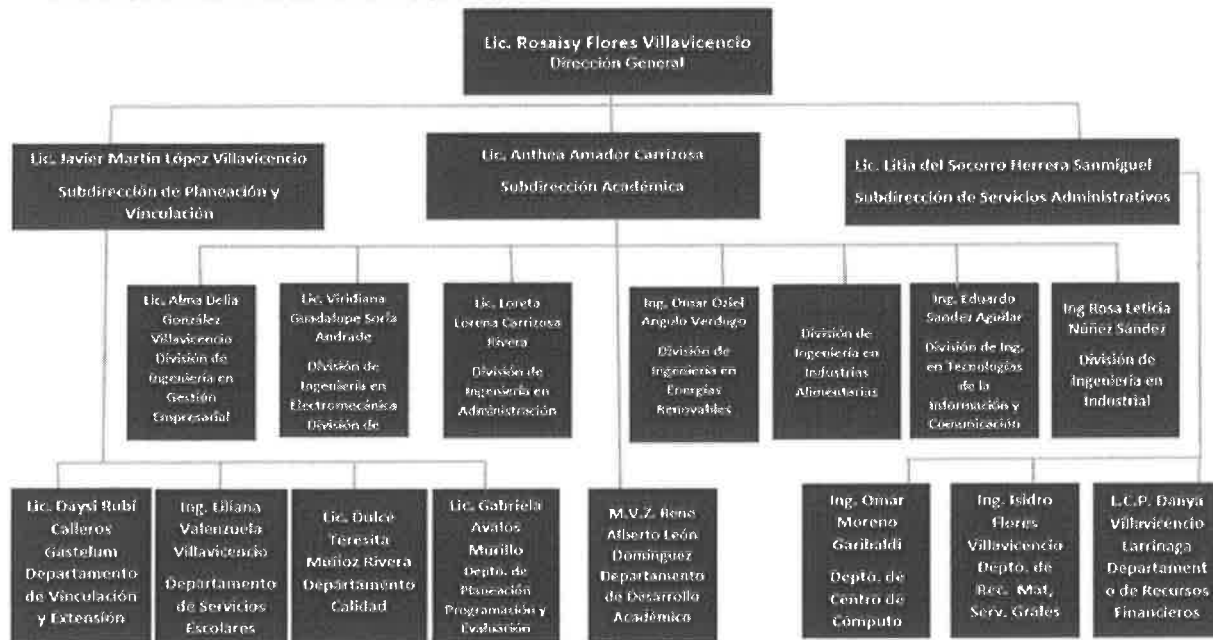 Lic. Rosaisy Flores Villavicencio
Dirección General
Lic. Javier Martín López Villavicencio
Subdirección de Planeación y
Vinculación
Lic. Anthea Amador Carrizosa
Subdirección Académica
Lic. Litia del Socorro Herrera Sanmiguel
Subdirección de Servicios Administrativos
Lic. Alma Delia
González
Villavicencio
División de
Ingeniería en
Gestión
Empresarial
Lic. Viridiana
Guadalupe Soria
Andrade
División de
Ingeniería en
Electromecánica
División de
Lic. Loreta
Lorena Carrizosa
Rivera
División de
Ingeniería en
Administración
Ing. Omar Oziel
Angulo Verdugo
División de
Ingeniería en
Energías
Renovables
División de
Ingeniería en
Industrias
Alimentarias
Ing. Eduardo
Sandez Aguilar
División de Ing.
en Tecnologías
de la
Información y
Comunicación
Ing Rosa Leticia
Núñez Sández
División de
Ingeniería en
Industrial
Lic. Daysi Rubí
Calleros
Gastelum
Departamento
de Vinculación
y Extensión
Ing. Liliana
Valenzuela
Villavicencio
Departamento
de Servicios
Escolares
Lic. Dulce
Teresita
Muñoz Rivera
Departamento
Calidad
Lic. Gabriela
Avalos
Murillo
Depto. de
Planeación
Programación y
Evaluación
M.V.Z. Rene
Alberto León
Domínguez
Departamento
de Desarrollo
Académico
Ing. Omar
Moreno
Garibaldi
Depto. de
Centro de
Cómputo
Ing. Isidro
Flores
Villavicencio
Depto. de
Rec. Mat,
Serv. Grales
L.C.P. Danya
Villavicencio
Larrinaga
Departament
o de Recursos
Financieros